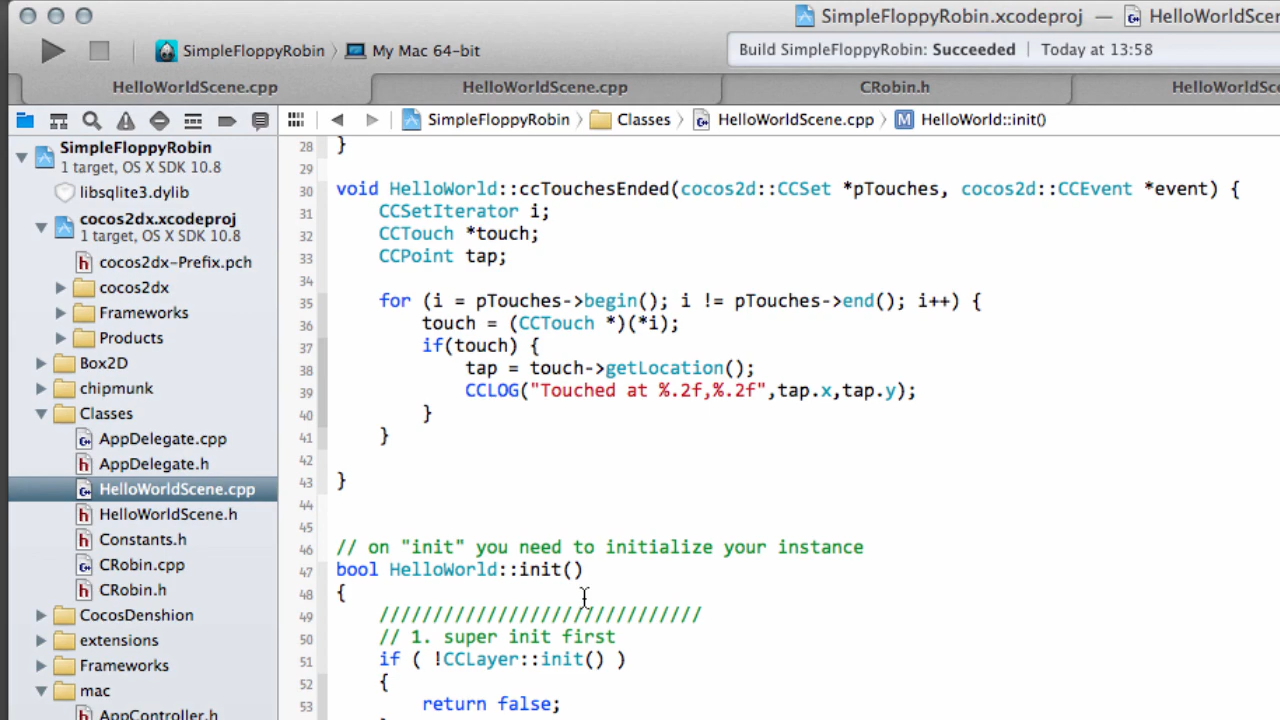 SimpleFloppyRobin.xcodeproj — HelloWorldScene
SimpleFloppyRobin My Mac 64-bit
Build SimpleFloppyRobin: Succeeded Today at 13:58
HelloWorldScene.cpp HelloWorldScene.cpp CRobin.h HelloWorldSce
SimpleFloppyRobin Classes HelloWorldScene.cpp M HelloWorld::init()
SimpleFloppyRobin
1 target, OS X SDK 10.8
libsqlite3.dylib
cocos2dx.xcodeproj
1 target, OS X SDK 10.8
h cocos2dx-Prefix.pch
cocos2dx
Frameworks
Products
Box2D
chipmunk
Classes
AppDelegate.cpp
h AppDelegate.h
HelloWorldScene.cpp
h HelloWorldScene.h
h Constants.h
CRobin.cpp
h CRobin.h
CocosDenshion
extensions
Frameworks
mac
h AppController.h
28 }
29
30 void HelloWorld::ccTouchesEnded(cocos2d::CCSet *pTouches, cocos2d::CCEvent *event) {
31 CCSetIterator i;
32 CCTouch *touch;
33 CCPoint tap;
34
35 for (i = pTouches->begin(); i != pTouches->end(); i++) {
36 touch = (CCTouch *)(*i);
37 if(touch) {
38 tap = touch->getLocation();
39 CCLOG("Touched at %.2f,%.2f",tap.x,tap.y);
40 }
41 }
42
43 }
44
45
46 // on "init" you need to initialize your instance
47 bool HelloWorld::init()
48 {
49 //////////////////////////////
50 // 1. super init first
51 if ( !CCLayer::init() )
52 {
53 return false;